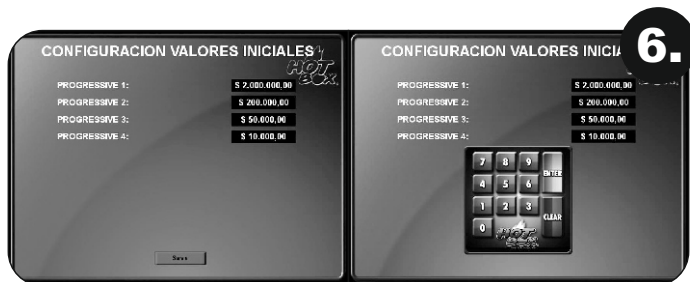 6.
CONFIGURACION VALORES INICIALES
HOT
BOX
PROGRESSIVE 1: $ 2.000.000,00
PROGRESSIVE 2: $ 200.000,00
PROGRESSIVE 3: $ 50.000,00
PROGRESSIVE 4: $ 10.000,00
Save
CONFIGURACION VALORES INICIA
PROGRESSIVE 1: $ 2.000.000,00
PROGRESSIVE 2: $ 200.000,00
PROGRESSIVE 3: $ 50.000,00
PROGRESSIVE 4: $ 10.000,00
7 8 9 ENTER
4 5 6
1 2 3 CLEAR
0 HOT